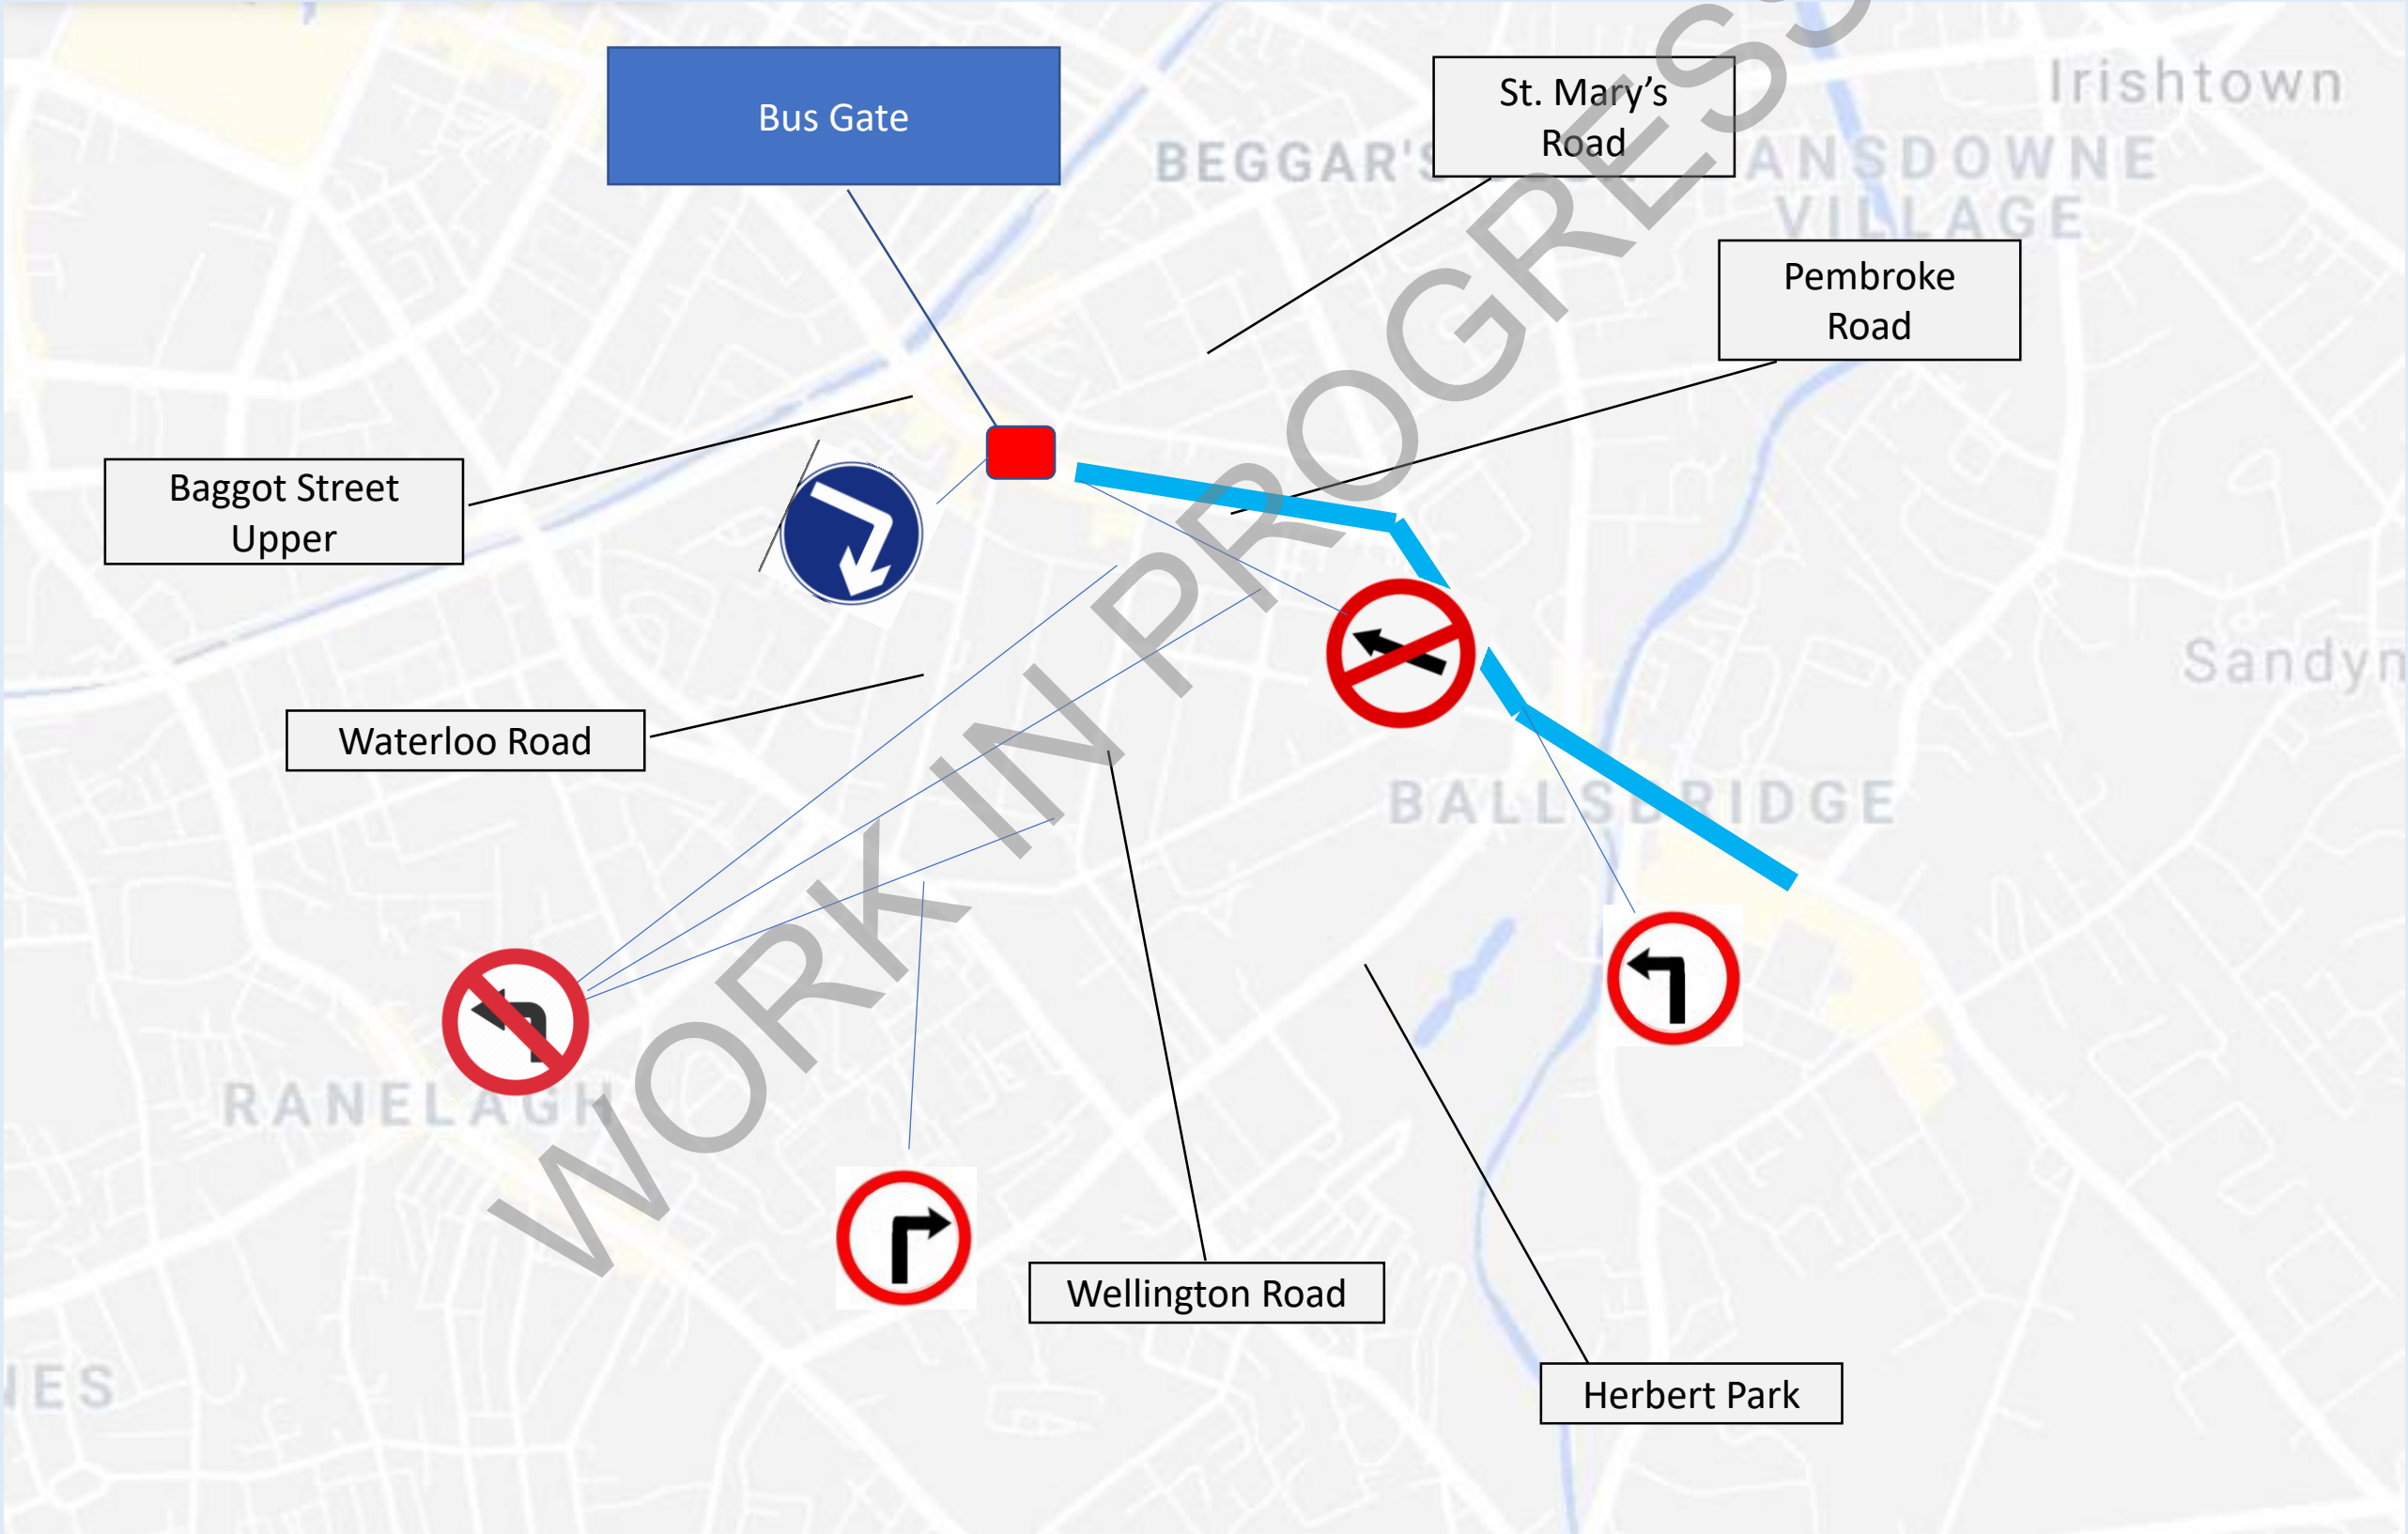 Bus Gate
St. Mary's
Road
Irishtown
BEGGAR'S
ANSDOWNE
VILLAGE
Pembroke
Road
Baggot Street
Upper
Sandyn
Waterloo Road
BALLSBRIDGE
RANELAGH
Wellington Road
Herbert Park
NES
WORK IN PROGRESS